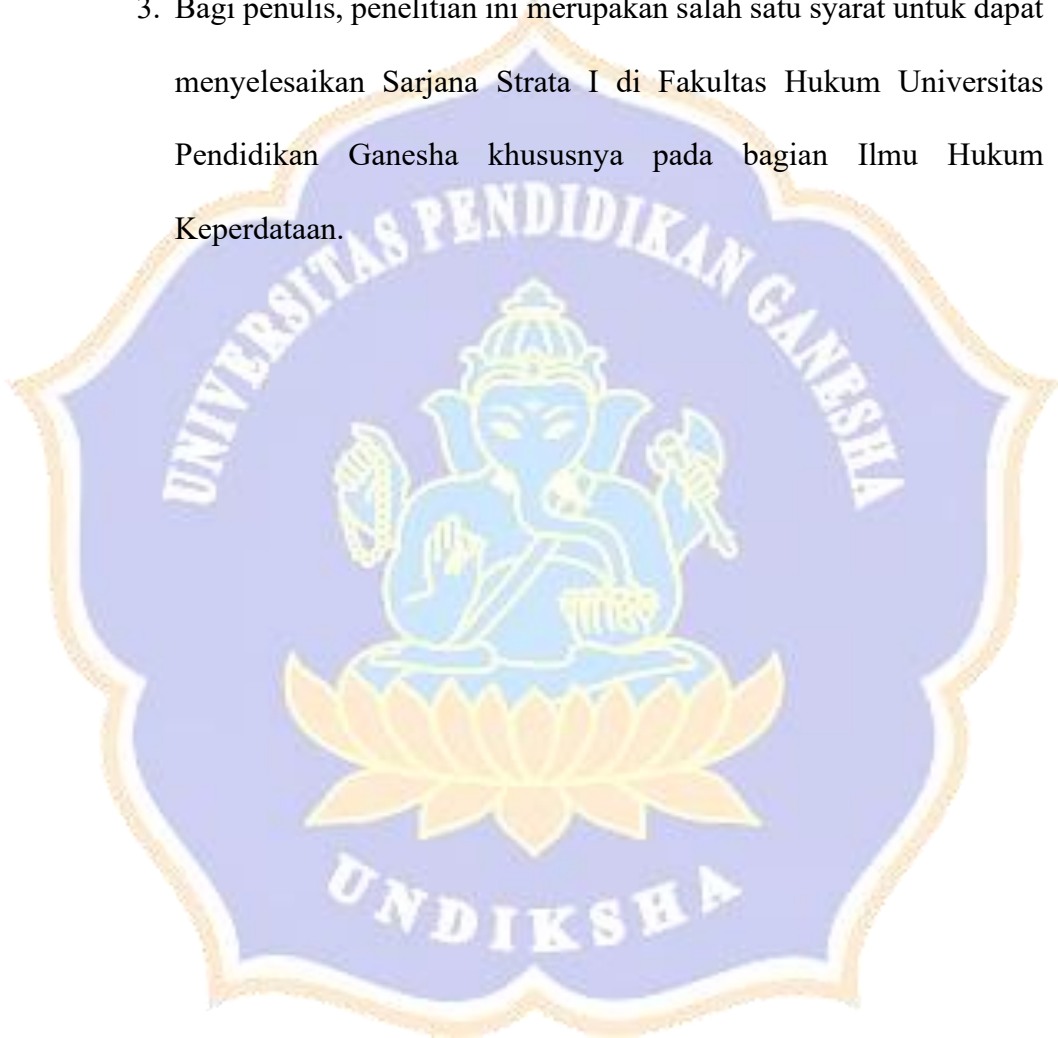 3. Bagi penulis, penelitian ini merupakan salah satu syarat untuk dapat
menyelesaikan Sarjana Strata I di Fakultas Hukum Universitas
Pendidikan Ganesha khususnya pada bagian Ilmu Hukum
Keperdataan.
UNIVERSITAS PENDIDIKAN GANESHA
UNDIKSHA